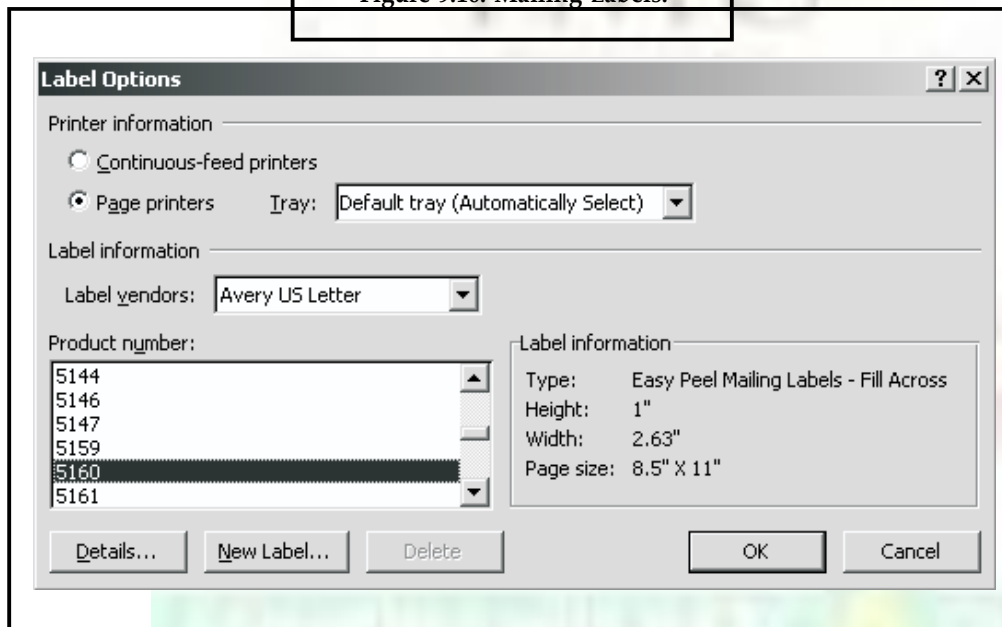 Figure 9.10. Mailing Labels.
Label Options
Printer information
Continuous-feed printers
Page printers Tray: Default tray (Automatically Select)
Label information
Label vendors: Avery US Letter
Product number:
5144
5146
5147
5159
5160
5161
Label information
Type: Easy Peel Mailing Labels - Fill Across
Height: 1"
Width: 2.63"
Page size: 8.5" X 11"
Details... New Label... Delete OK Cancel